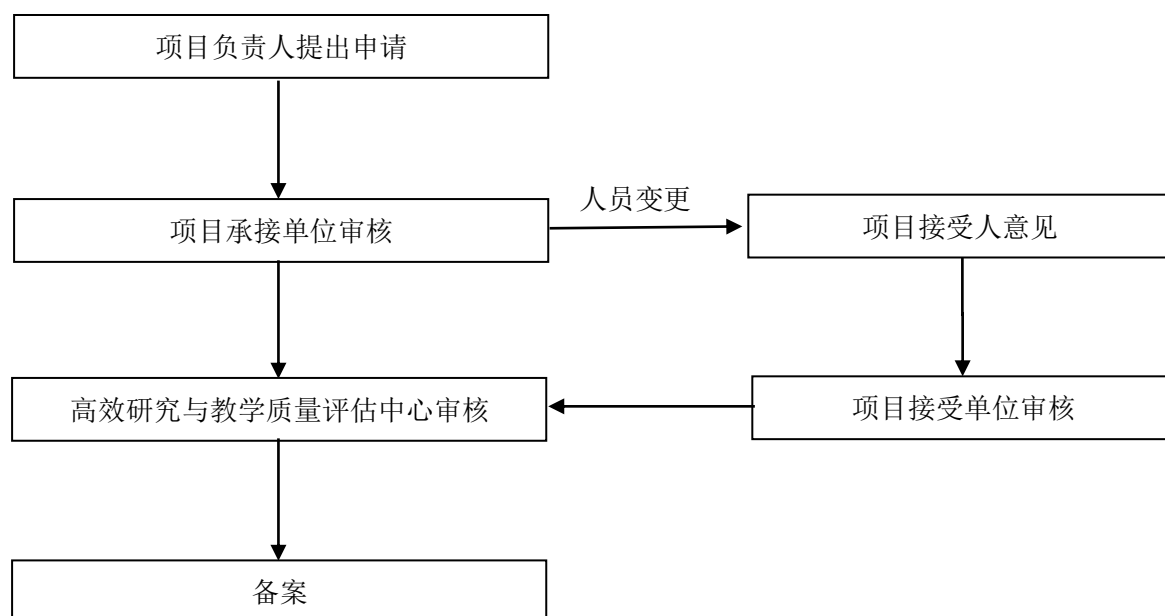 项目负责人提出申请
人员变更
项目承接单位审核
项目接受人意见
高效研究与教学质量评估中心审核
项目接受单位审核
备案